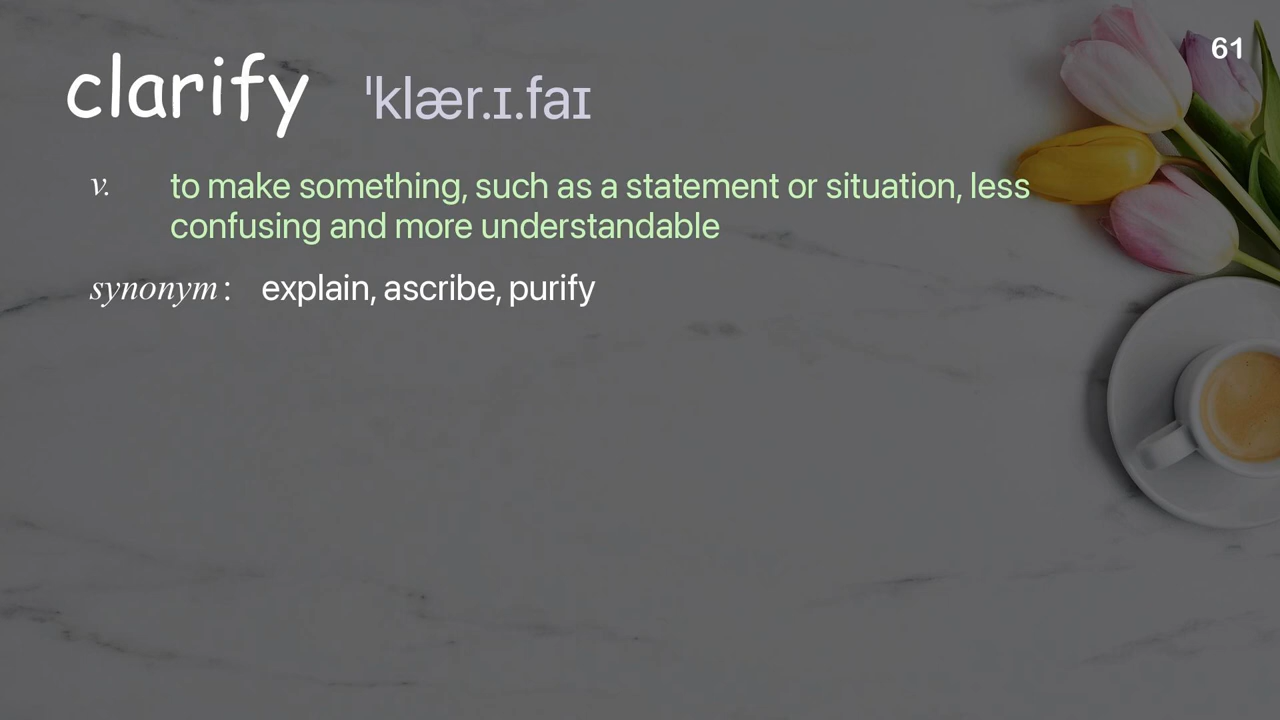 61
clarify ˈklær.ɪ.faɪ
v. to make something, such as a statement or situation, less
confusing and more understandable
synonym : explain, ascribe, purify